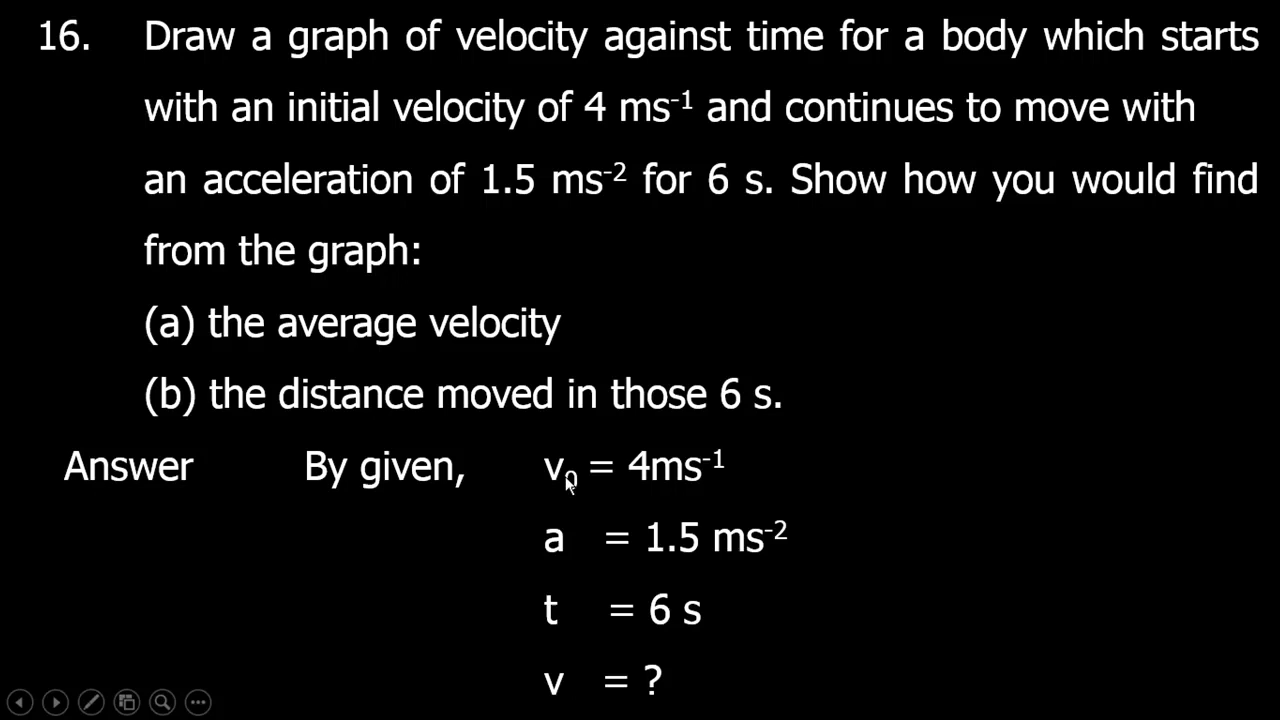 16. Draw a graph of velocity against time for a body which starts
with an initial velocity of 4 ms⁻¹ and continues to move with
an acceleration of 1.5 ms⁻² for 6 s. Show how you would find
from the graph:
(a) the average velocity
(b) the distance moved in those 6 s.
Answer By given, v₀ = 4ms⁻¹
a = 1.5 ms⁻²
t = 6 s
v = ?